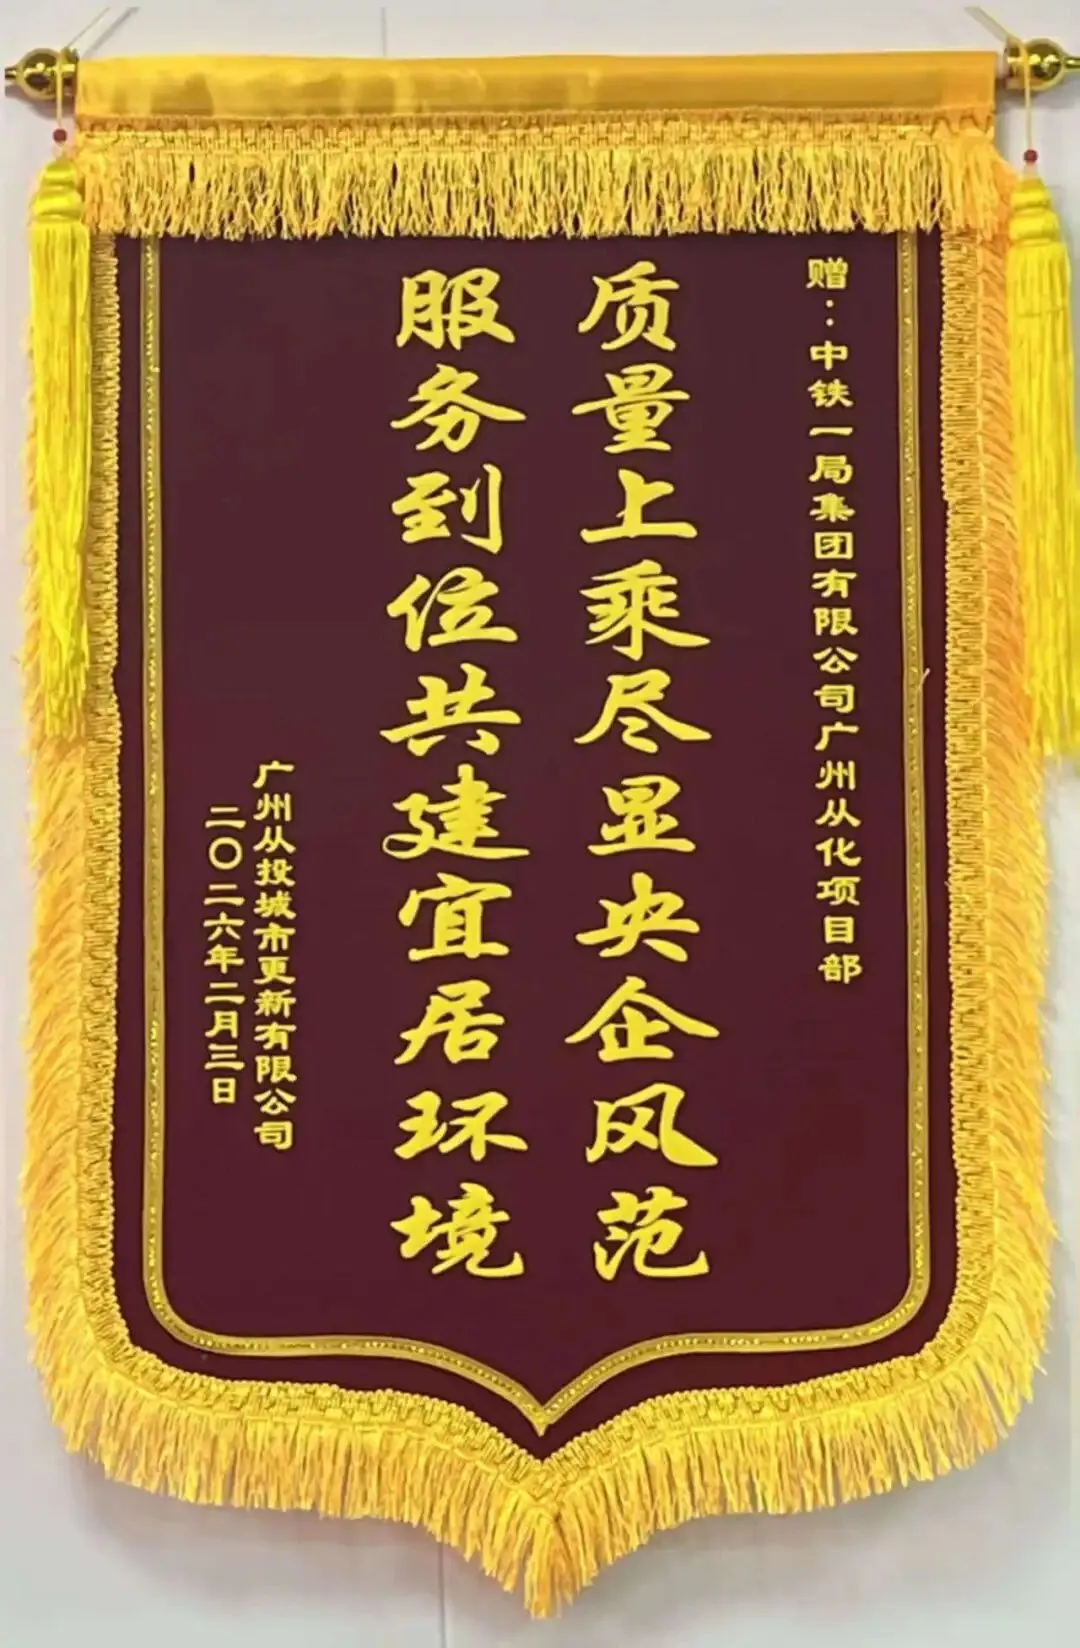 赠：中铁一局集团有限公司广州从化项目部
质量上乘尽显央企风范
服务到位共建宜居环境
广州从投城市更新有限公司
二〇二六年二月三日